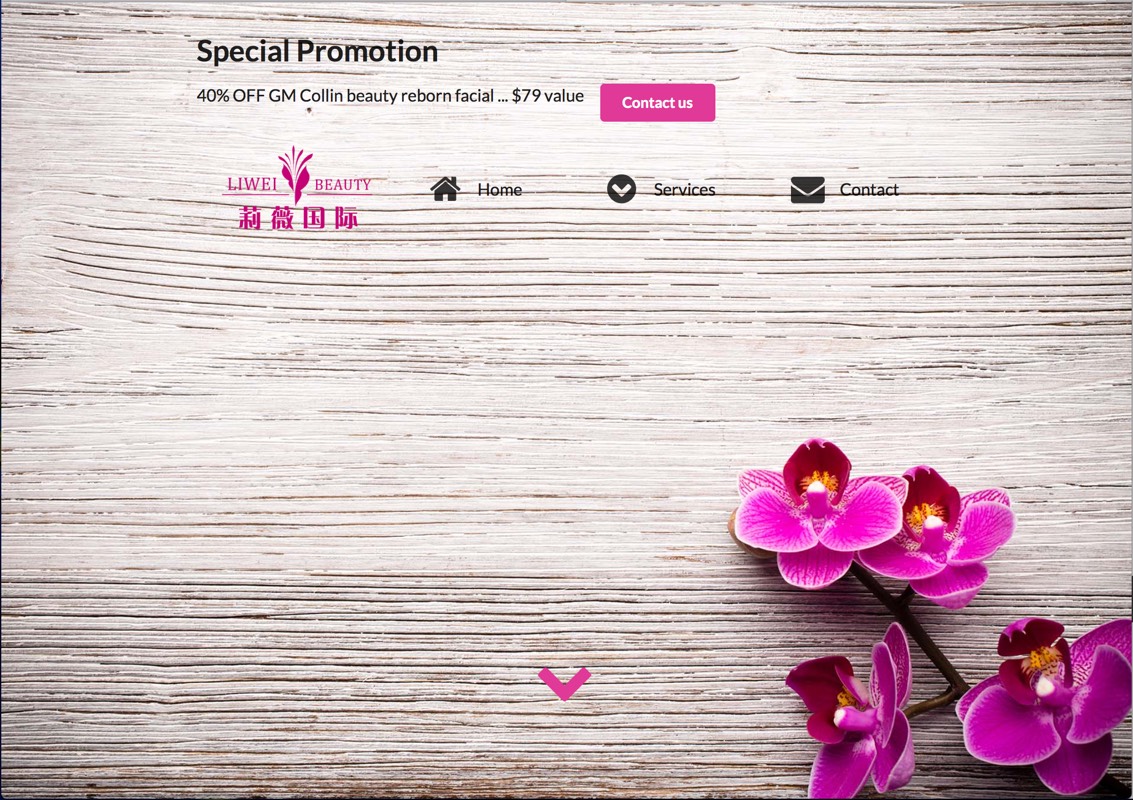 Special Promotion
40% OFF GM Collin beauty reborn facial ... $79 value
Contact us
LIWEI BEAUTY
莉薇国际
Home
Services
Contact